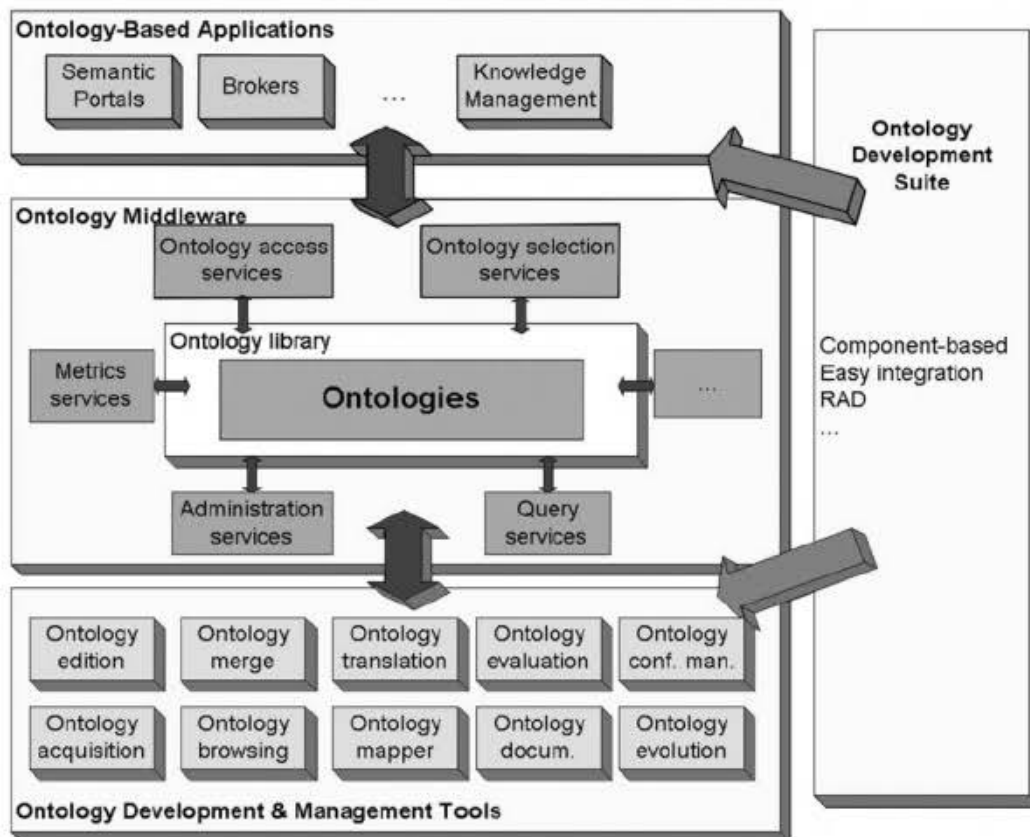 Ontology-Based Applications
Semantic
Portals
Brokers
...
Knowledge
Management
Ontology
Development
Suite
Component-based
Easy integration
RAD
...
Ontology Middleware
Ontology access
services
Ontology selection
services
Ontology library
Metrics
services
Ontologies
...
Administration
services
Query
services
Ontology
edition
Ontology
merge
Ontology
translation
Ontology
evaluation
Ontology
conf. man.
Ontology
acquisition
Ontology
browsing
Ontology
mapper
Ontology
docum.
Ontology
evolution
Ontology Development & Management Tools